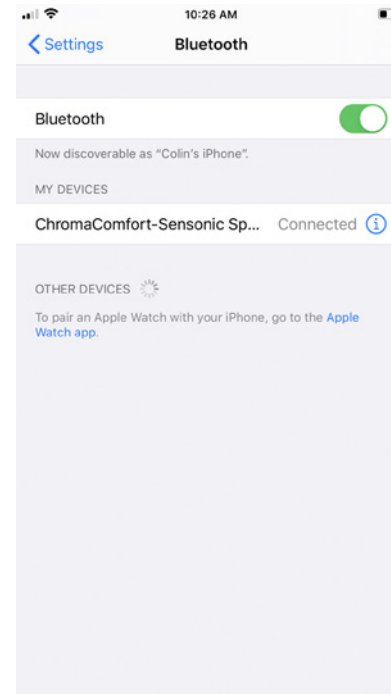 10:26 AM
Settings
Bluetooth
Bluetooth
Now discoverable as “Colin’s iPhone”.
MY DEVICES
ChromaComfort-Sensonic Sp... Connected
OTHER DEVICES
To pair an Apple Watch with your iPhone, go to the Apple
Watch app.